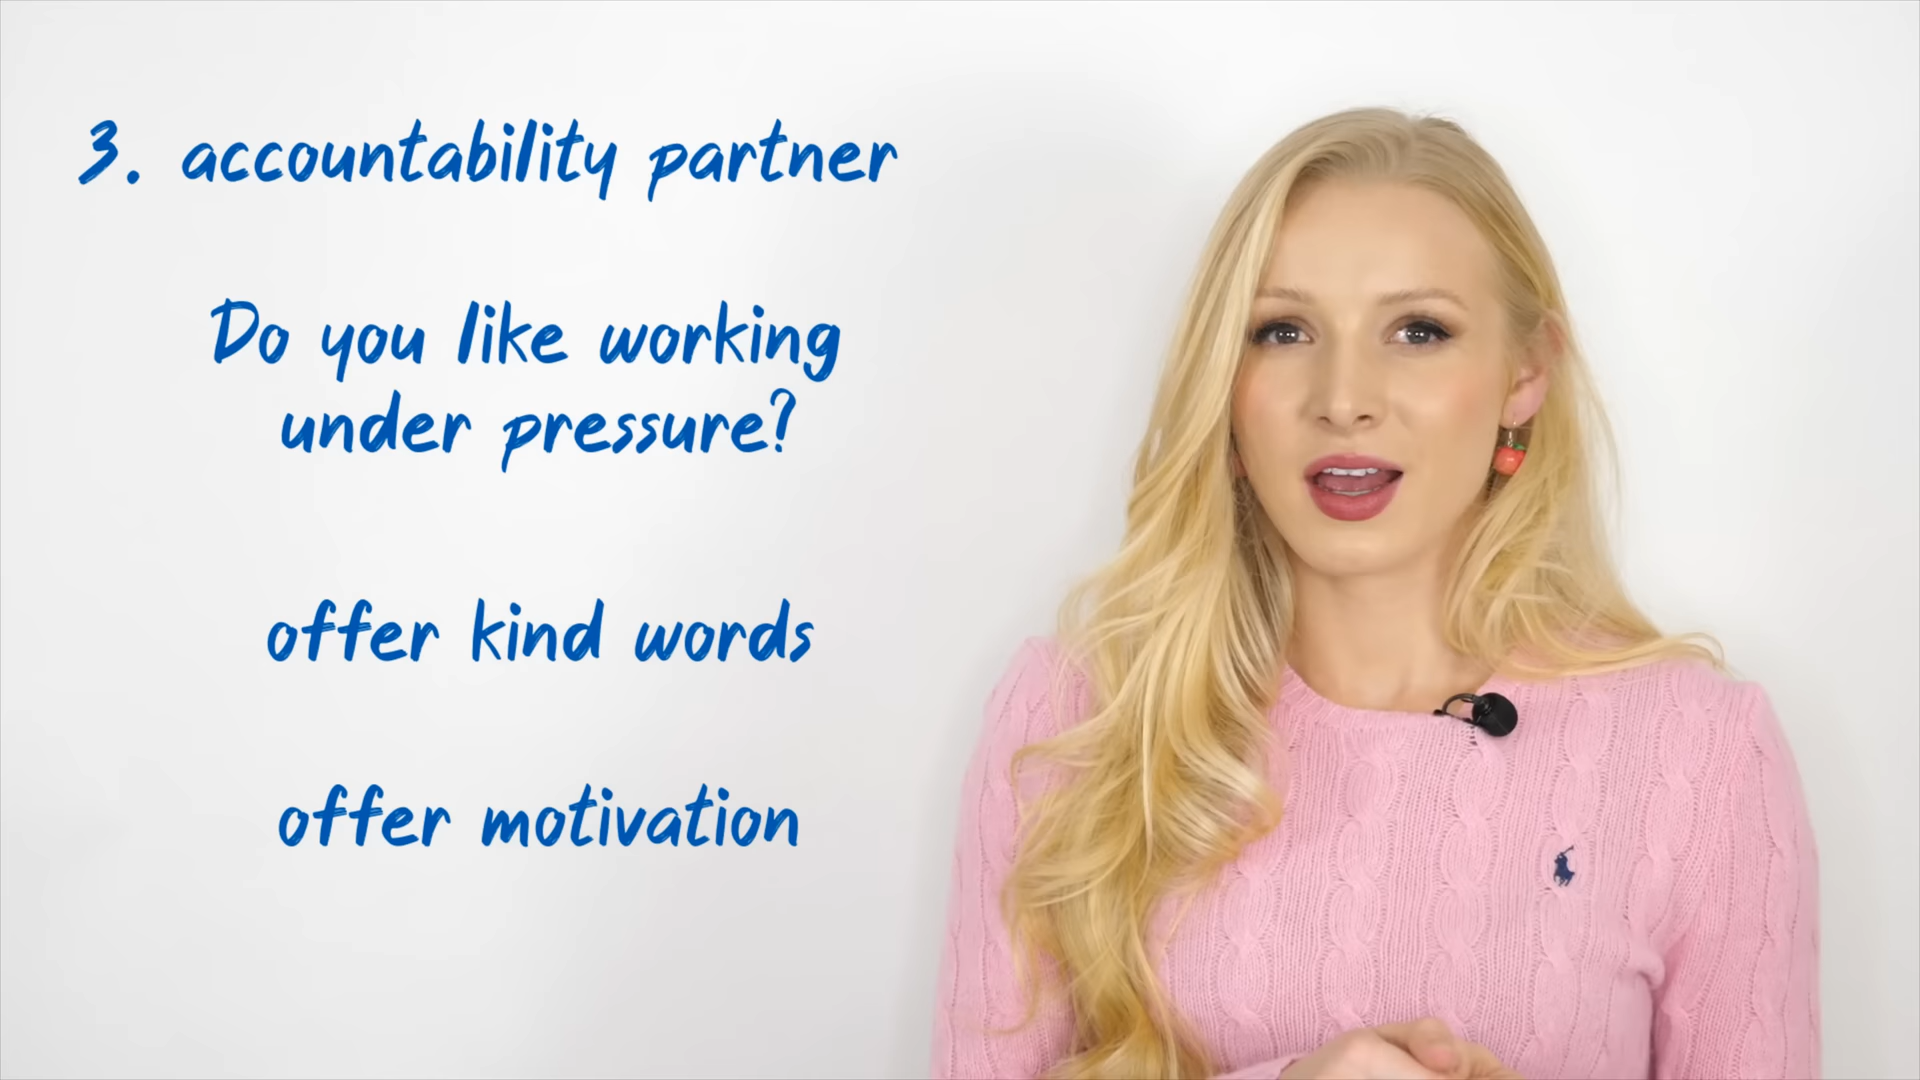 3. accountability partner
Do you like working
under pressure?
offer kind words
offer motivation